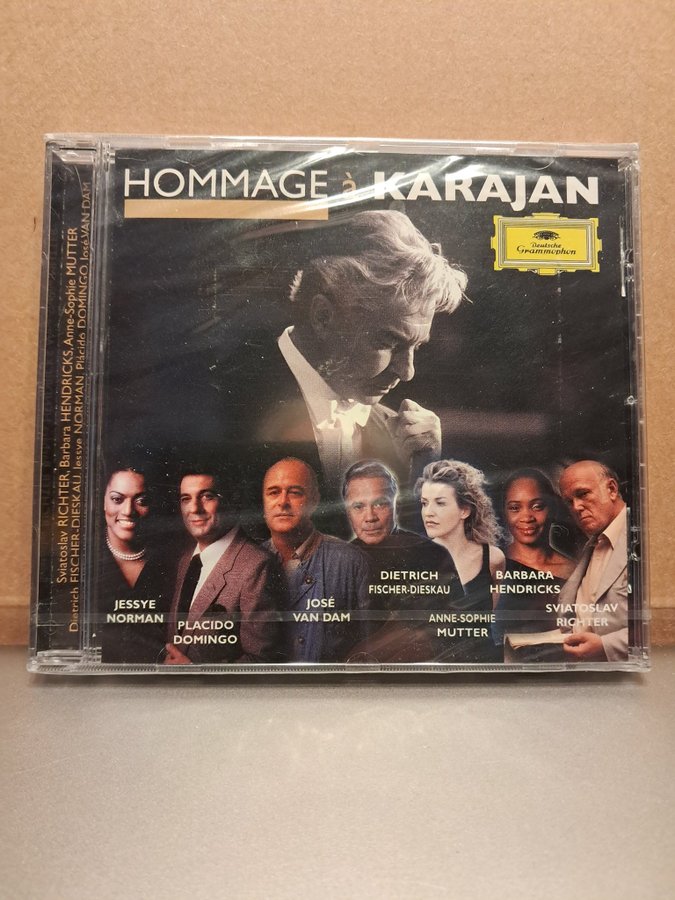 HOMMAGE à KARAJAN
Deutsche
Grammophon
Sviatoslav RICHTER, Barbara HENDRICKS, Anne-Sophie MUTTER
Dietrich FISCHER-DIESKAU, Jessye NORMAN, Plácido DOMINGO, José VAN DAM
JESSYE
NORMAN
PLACIDO
DOMINGO
JOSÉ
VAN DAM
DIETRICH
FISCHER-DIESKAU
ANNE-SOPHIE
MUTTER
BARBARA
HENDRICKS
SVIATOSLAV
RICHTER